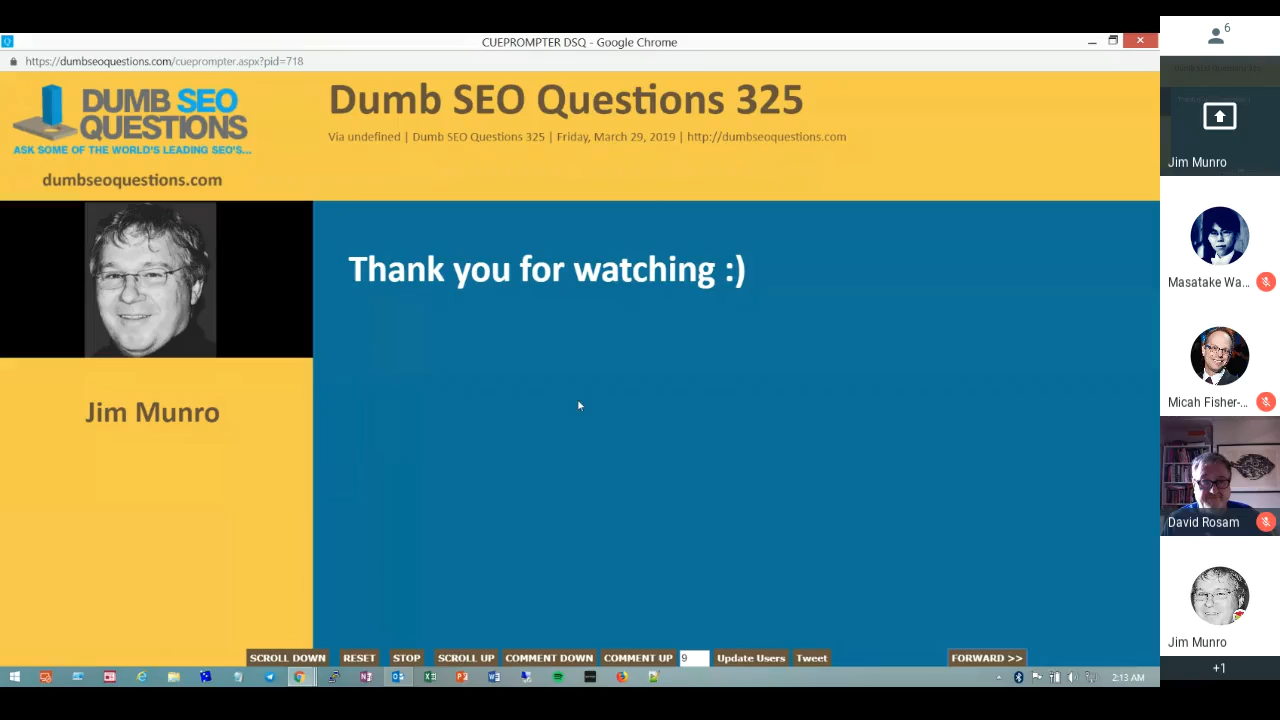 CUEPROMPTER DSQ - Google Chrome
https://dumbseoquestions.com/cueprompter.aspx?pid=718
DUMB SEO
QUESTIONS
ASK SOME OF THE WORLD'S LEADING SEO'S...
dumbseoquestions.com
Dumb SEO Questions 325
Via undefined | Dumb SEO Questions 325 | Friday, March 29, 2019 | http://dumbseoquestions.com
Thank you for watching :)
Jim Munro
SCROLL DOWN RESET STOP SCROLL UP COMMENT DOWN COMMENT UP 9 Update Users Tweet FORWARD >>
2:13 AM
6
Jim Munro
Masatake Wa...
Micah Fisher-...
David Rosam
Jim Munro
+1